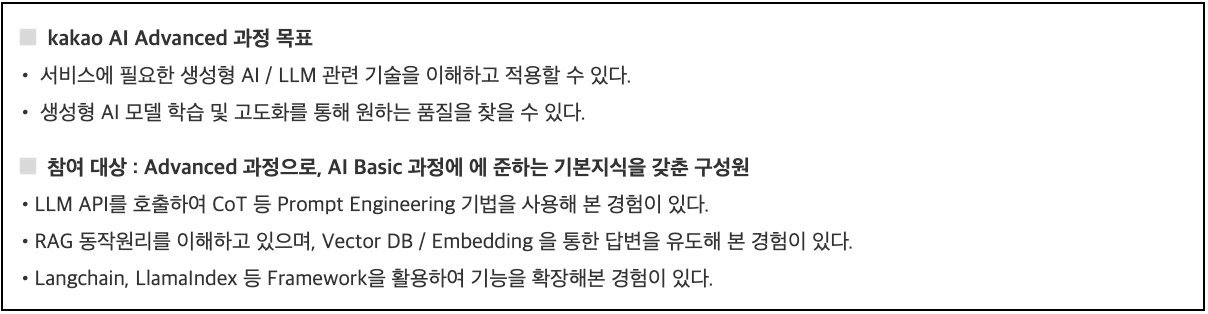 ■ kakao AI Advanced 과정 목표
• 서비스에 필요한 생성형 AI / LLM 관련 기술을 이해하고 적용할 수 있다.
• 생성형 AI 모델 학습 및 고도화를 통해 원하는 품질을 찾을 수 있다.
■ 참여 대상 : Advanced 과정으로, AI Basic 과정에 에 준하는 기본지식을 갖춘 구성원
• LLM API를 호출하여 CoT 등 Prompt Engineering 기법을 사용해 본 경험이 있다.
• RAG 동작원리를 이해하고 있으며, Vector DB / Embedding 을 통한 답변을 유도해 본 경험이 있다.
• Langchain, LlamaIndex 등 Framework을 활용하여 기능을 확장해본 경험이 있다.